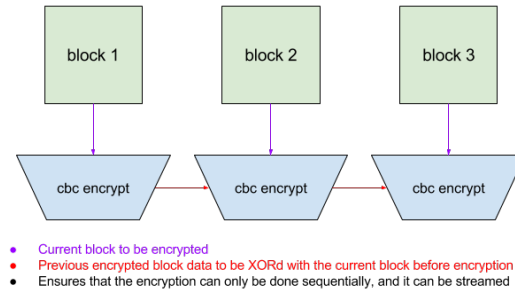 block 1
block 2
block 3
cbc encrypt
cbc encrypt
cbc encrypt
Current block to be encrypted
Previous encrypted block data to be XORd with the current block before encryption
Ensures that the encryption can only be done sequentially, and it can be streamed